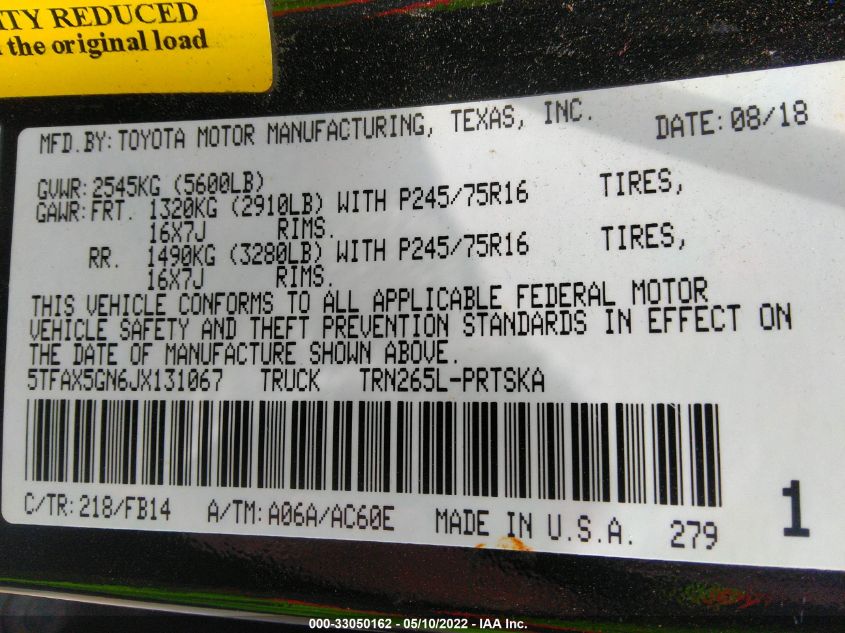 ITY REDUCED
the original load
MFD.BY: TOYOTA MOTOR MANUFACTURING, TEXAS, INC. DATE: 08/18
GVWR: 2545KG (5600LB)
GAWR: FRT. 1320KG (2910LB) WITH P245/75R16 TIRES,
16X7J RIMS.
RR. 1490KG (3280LB) WITH P245/75R16 TIRES,
16X7J RIMS.
THIS VEHICLE CONFORMS TO ALL APPLICABLE FEDERAL MOTOR
VEHICLE SAFETY AND THEFT PREVENTION STANDARDS IN EFFECT ON
THE DATE OF MANUFACTURE SHOWN ABOVE.
5TFAX5GN6JX131067 TRUCK TRN265L-PRTSKA
C/TR: 218/FB14 A/TM: A06A/AC60E MADE IN U.S.A. 279
1
000-33050162 - 05/10/2022 - IAA Inc.